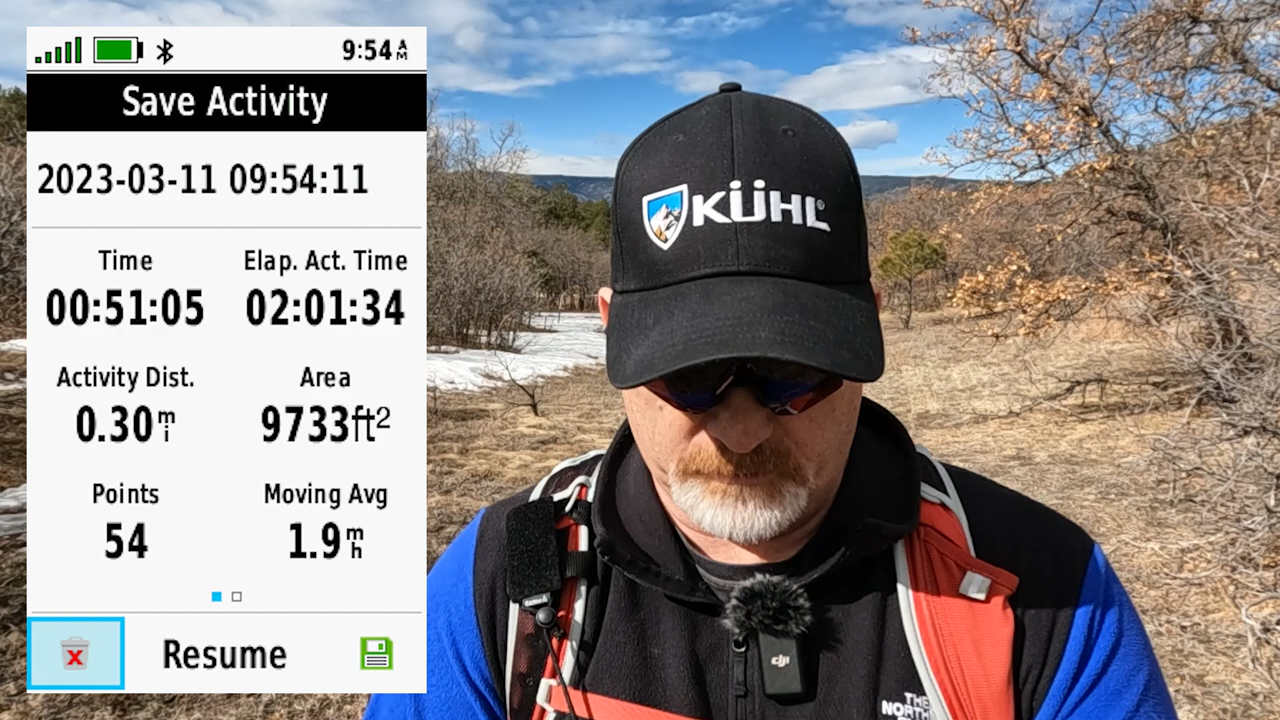 9:54 AM
Save Activity
2023-03-11 09:54:11
Time
Elap. Act. Time
00:51:05
02:01:34
Activity Dist.
Area
0.30 mi
9733ft²
Points
Moving Avg
54
1.9 mh
Resume
KÜHL®
dji
THE
NORTH